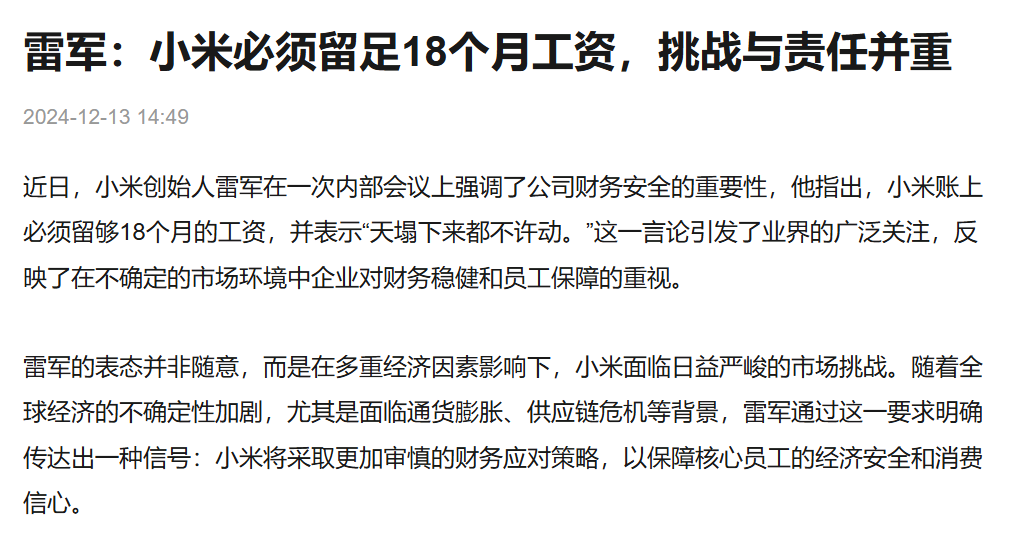 雷军：小米必须留足18个月工资，挑战与责任并重
2024-12-13 14:49
近日，小米创始人雷军在一次内部会议上强调了公司财务安全的重要性，他指出，小米账上
必须留够18个月的工资，并表示“天塌下来都不许动。”这一言论引发了业界的广泛关注，反
映了在不确定的市场环境中企业对财务稳健和员工保障的重视。
雷军的表态并非随意，而是在多重经济因素影响下，小米面临日益严峻的市场挑战。随着全
球经济的不确定性加剧，尤其是面临通货膨胀、供应链危机等背景，雷军通过这一要求明确
传达出一种信号：小米将采取更加审慎的财务应对策略，以保障核心员工的经济安全和消费
信心。